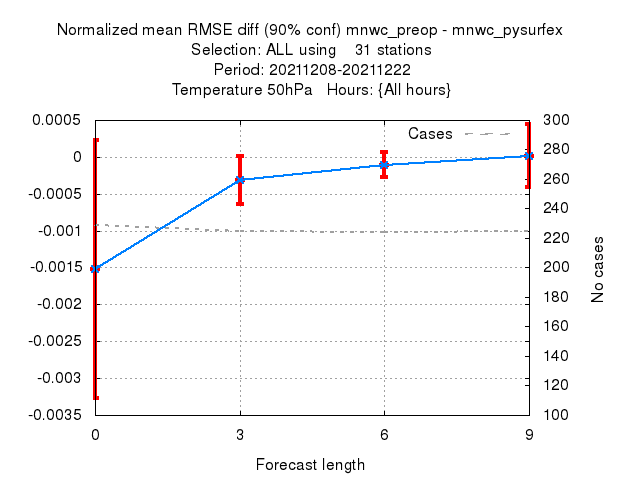 Normalized mean RMSE diff (90% conf) mnwc_preop - mnwc_pysurfex
Selection: ALL using    31 stations
Period: 20211208-20211222
Temperature 50hPa   Hours: {All hours}
Cases
0.0005
0
-0.0005
-0.001
-0.0015
-0.002
-0.0025
-0.003
-0.0035
300
280
260
240
220
200
180
160
140
120
100
No cases
0 3 6 9
Forecast length